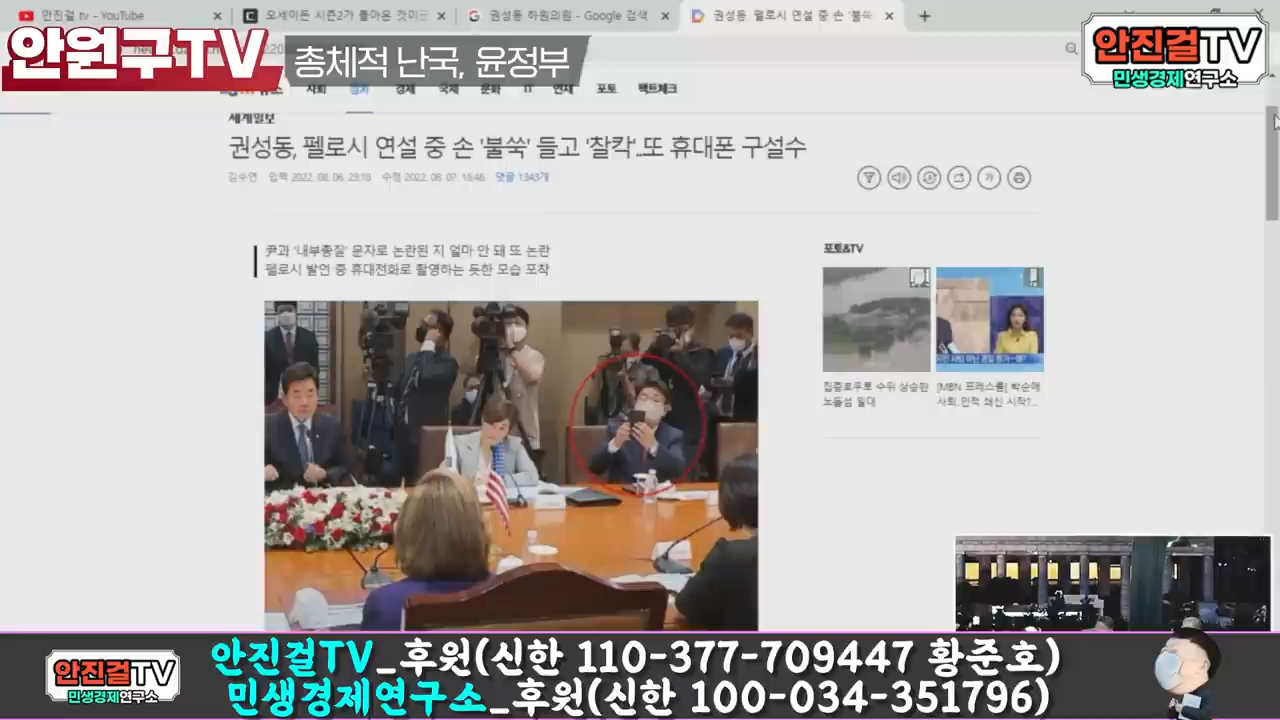 안진걸 tv - YouTube
오세이돈 시즌2가 돌아온 것이군
권성동 하원의원 - Google 검색
권성동, 펠로시 연설 중 손 '불쑥'
안원구TV
총체적 난국, 윤정부
안진걸TV
민생경제연구소
뉴스 사회 정치 경제 국제 문화 IT 연재 포토 팩트체크
세계일보
권성동, 펠로시 연설 중 손 '불쑥' 들고 '찰칵'..또 휴대폰 구설수
김수연 입력 2022. 08. 06. 23:18 수정 2022. 08. 07. 18:46 댓글 1343개
尹과 '내부총질' 문자로 논란된 지 얼마 안 돼 또 논란
펠로시 발언 중 휴대전화로 촬영하는 듯한 모습 포착
포토&TV
집중호우로 수위 상승한
노들섬 일대
[MBN 프레스룸] 박순애
사퇴..인적 쇄신 시작?...
안진걸TV
민생경제연구소
안진걸TV_후원(신한 110-377-709447 황준호)
민생경제연구소_후원(신한 100-034-351796)